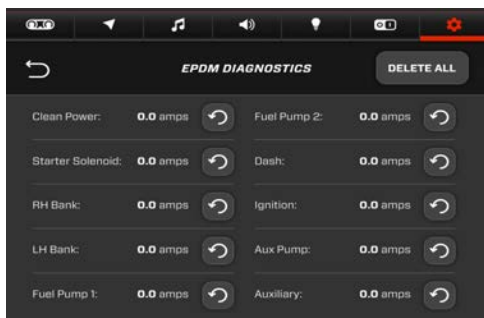 EPDM DIAGNOSTICS
DELETE ALL
Clean Power: 0.0 amps
Fuel Pump 2: 0.0 amps
Starter Solenoid: 0.0 amps
Dash: 0.0 amps
RH Bank: 0.0 amps
Ignition: 0.0 amps
LH Bank: 0.0 amps
Aux Pump: 0.0 amps
Fuel Pump 1: 0.0 amps
Auxiliary: 0.0 amps